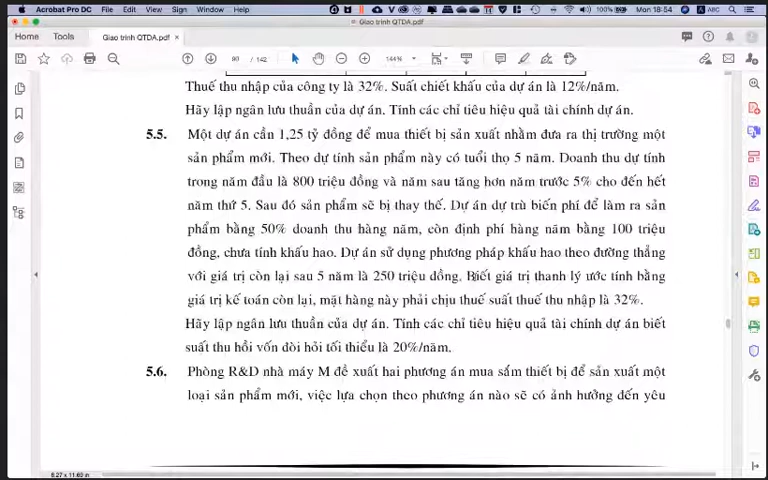 Acrobat Pro DC File Edit View Sign Window Help 100% Mon 18:54 ABC
Giao trinh QTDA.pdf
Home Tools Giao trinh QTDA.pdf ×
80 / 142 144%
Thuế thu nhập của công ty là 32%. Suất chiết khấu của dự án là 12%/năm.
Hãy lập ngân lưu thuần của dự án. Tính các chỉ tiêu hiệu quả tài chính dự án.
5.5. Một dự án cần 1,25 tỷ đồng để mua thiết bị sản xuất nhằm đưa ra thị trường một
sản phẩm mới. Theo dự tính sản phẩm này có tuổi thọ 5 năm. Doanh thu dự tính
trong năm đầu là 800 triệu đồng và năm sau tăng hơn năm trước 5% cho đến hết
năm thứ 5. Sau đó sản phẩm sẽ bị thay thế. Dự án dự trù biến phí để làm ra sản
phẩm bằng 50% doanh thu hàng năm, còn định phí hàng năm bằng 100 triệu
đồng, chưa tính khấu hao. Dự án sử dụng phương pháp khấu hao theo đường thẳng
với giá trị còn lại sau 5 năm là 250 triệu đồng. Biết giá trị thanh lý ước tính bằng
giá trị kế toán còn lại, mặt hàng này phải chịu thuế suất thuế thu nhập là 32%.
Hãy lập ngân lưu thuần của dự án. Tính các chỉ tiêu hiệu quả tài chính dự án biết
suất thu hồi vốn đòi hỏi tối thiểu là 20%/năm.
5.6. Phòng R&D nhà máy M đề xuất hai phương án mua sắm thiết bị để sản xuất một
loại sản phẩm mới, việc lựa chọn theo phương án nào sẽ có ảnh hưởng đến yêu
8.27 x 11.69 in